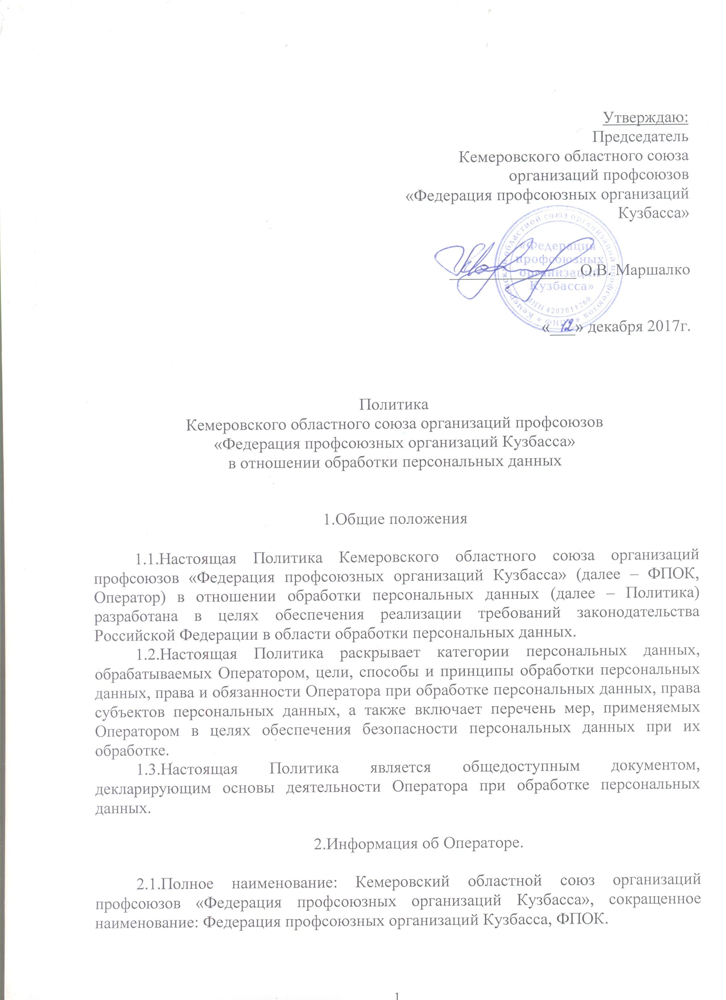 Утверждаю:
Председатель
Кемеровского областного союза
организаций профсоюзов
«Федерация профсоюзных организаций
Кузбасса»
Кемеровский областной союз организаций профсоюзов * ФНПР *
«Федерация
профсоюзных
организаций
Кузбасса»
ИНН 4207011260
О.В. Маршалко
«12» декабря 2017г.
Политика
Кемеровского областного союза организаций профсоюзов
«Федерация профсоюзных организаций Кузбасса»
в отношении обработки персональных данных
1.Общие положения
1.1.Настоящая Политика Кемеровского областного союза организаций
профсоюзов «Федерация профсоюзных организаций Кузбасса» (далее – ФПОК,
Оператор) в отношении обработки персональных данных (далее – Политика)
разработана в целях обеспечения реализации требований законодательства
Российской Федерации в области обработки персональных данных.
1.2.Настоящая Политика раскрывает категории персональных данных,
обрабатываемых Оператором, цели, способы и принципы обработки персональных
данных, права и обязанности Оператора при обработке персональных данных, права
субъектов персональных данных, а также включает перечень мер, применяемых
Оператором в целях обеспечения безопасности персональных данных при их
обработке.
1.3.Настоящая Политика является общедоступным документом,
декларирующим основы деятельности Оператора при обработке персональных
данных.
2.Информация об Операторе.
2.1.Полное наименование: Кемеровский областной союз организаций
профсоюзов «Федерация профсоюзных организаций Кузбасса», сокращенное
наименование: Федерация профсоюзных организаций Кузбасса, ФПОК.
1